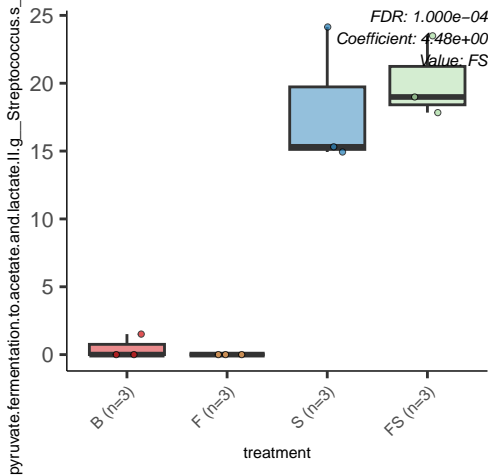 FDR: 1.000e−04
Coefficient: 4.48e+00
Value: FS
pyruvate.fermentation.to.acetate.and.lactate.II.g__Streptococcus.s_
25
20
15
10
5
0
B (n=3)
F (n=3)
S (n=3)
FS (n=3)
treatment